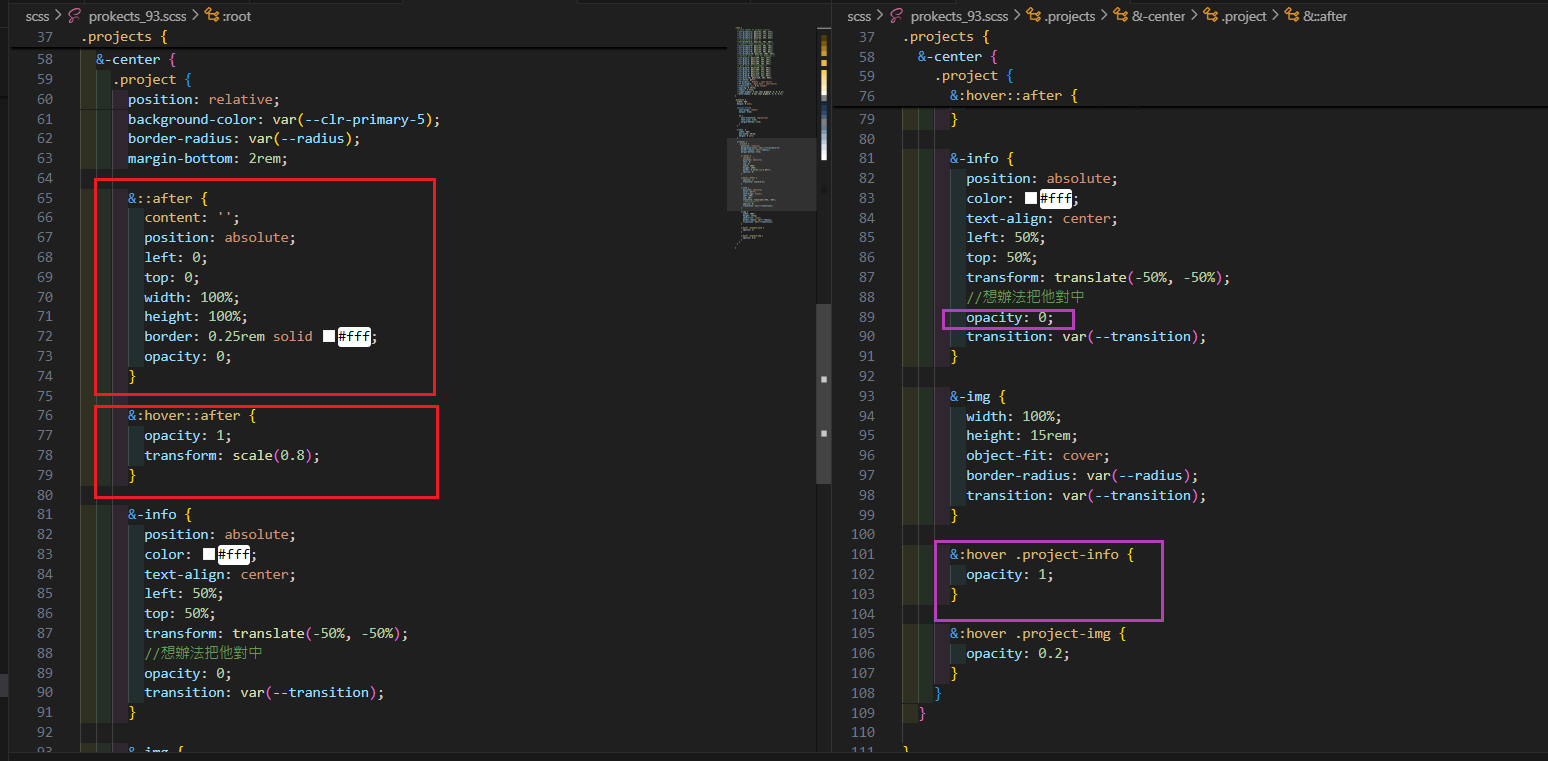 scss > prokects_93.scss > :root
37 .projects {
58 &-center {
59 .project {
60 position: relative;
61 background-color: var(--clr-primary-5);
62 border-radius: var(--radius);
63 margin-bottom: 2rem;
64
65 &::after {
66 content: '';
67 position: absolute;
68 left: 0;
69 top: 0;
70 width: 100%;
71 height: 100%;
72 border: 0.25rem solid #fff;
73 opacity: 0;
74 }
75
76 &:hover::after {
77 opacity: 1;
78 transform: scale(0.8);
79 }
80
81 &-info {
82 position: absolute;
83 color: #fff;
84 text-align: center;
85 left: 50%;
86 top: 50%;
87 transform: translate(-50%, -50%);
88 //想辦法把他對中
89 opacity: 0;
90 transition: var(--transition);
91 }
92
93 &-img {
scss > prokects_93.scss > .projects > &-center > .project > &::after
37 .projects {
58 &-center {
59 .project {
76 &:hover::after {
79 }
80
81 &-info {
82 position: absolute;
83 color: #fff;
84 text-align: center;
85 left: 50%;
86 top: 50%;
87 transform: translate(-50%, -50%);
88 //想辦法把他對中
89 opacity: 0;
90 transition: var(--transition);
91 }
92
93 &-img {
94 width: 100%;
95 height: 15rem;
96 object-fit: cover;
97 border-radius: var(--radius);
98 transition: var(--transition);
99 }
100
101 &:hover .project-info {
102 opacity: 1;
103 }
104
105 &:hover .project-img {
106 opacity: 0.2;
107 }
108 }
109 }
110
111 }